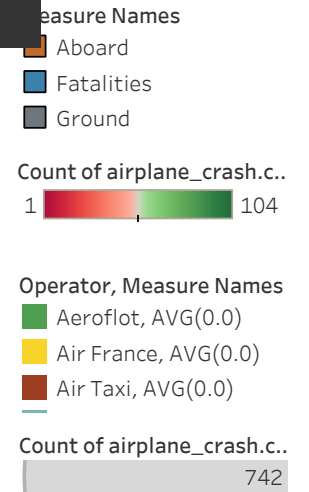 Measure Names
Aboard
Fatalities
Ground
Count of airplane_crash.c..
1 104
Operator, Measure Names
Aeroflot, AVG(0.0)
Air France, AVG(0.0)
Air Taxi, AVG(0.0)
Count of airplane_crash.c..
742